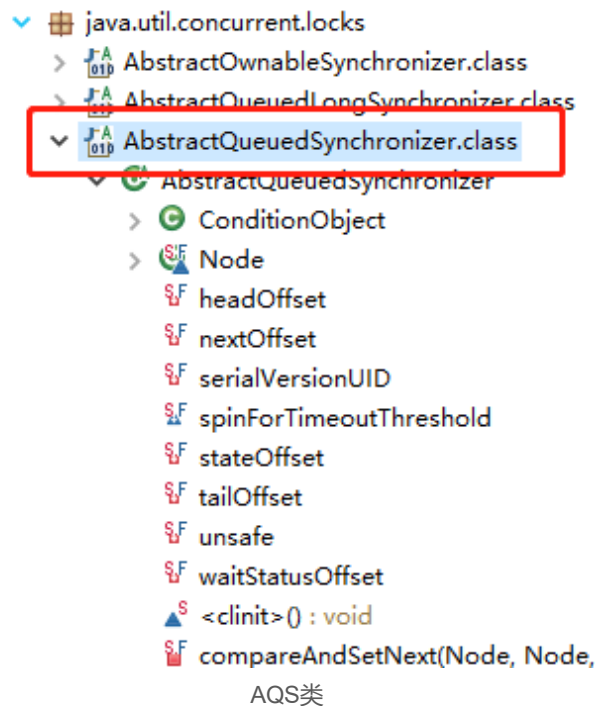 java.util.concurrent.locks
AbstractOwnableSynchronizer.class
AbstractQueuedLongSynchronizer.class
AbstractQueuedSynchronizer.class
AbstractQueuedSynchronizer
ConditionObject
Node
headOffset
nextOffset
serialVersionUID
spinForTimeoutThreshold
stateOffset
tailOffset
unsafe
waitStatusOffset
<clinit>() : void
compareAndSetNext(Node, Node,
AQS类